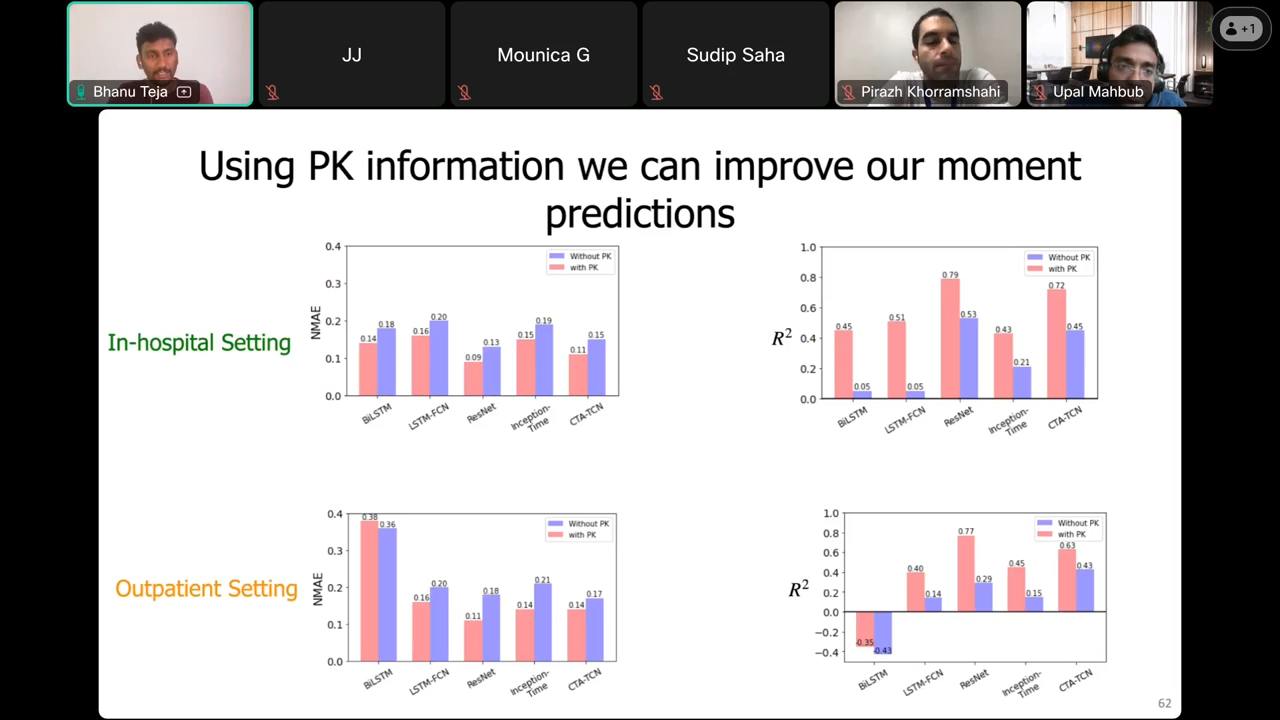 Bhanu Teja
JJ
Mounica G
Sudip Saha
Pirazh Khorramshahi
Upal Mahbub
+1
Using PK information we can improve our moment
predictions
In-hospital Setting
NMAE
0.4
0.3
0.2
0.1
0.0
Without PK
with PK
0.14
0.18
0.16
0.20
0.09
0.13
0.15
0.19
0.11
0.15
BiLSTM
LSTM-FCN
ResNet
Inception-
Time
CTA-TCN
R²
1.0
0.8
0.6
0.4
0.2
0.0
Without PK
with PK
0.45
0.05
0.51
0.05
0.79
0.53
0.43
0.21
0.72
0.45
BiLSTM
LSTM-FCN
ResNet
Inception-
Time
CTA-TCN
Outpatient Setting
NMAE
0.4
0.3
0.2
0.1
0.0
Without PK
with PK
0.38
0.36
0.16
0.20
0.11
0.18
0.14
0.21
0.14
0.17
BiLSTM
LSTM-FCN
ResNet
Inception-
Time
CTA-TCN
R²
1.0
0.8
0.6
0.4
0.2
0.0
−0.2
−0.4
Without PK
with PK
-0.35
-0.43
0.40
0.14
0.77
0.29
0.45
0.15
0.63
0.43
BiLSTM
LSTM-FCN
ResNet
Inception-
Time
CTA-TCN
62